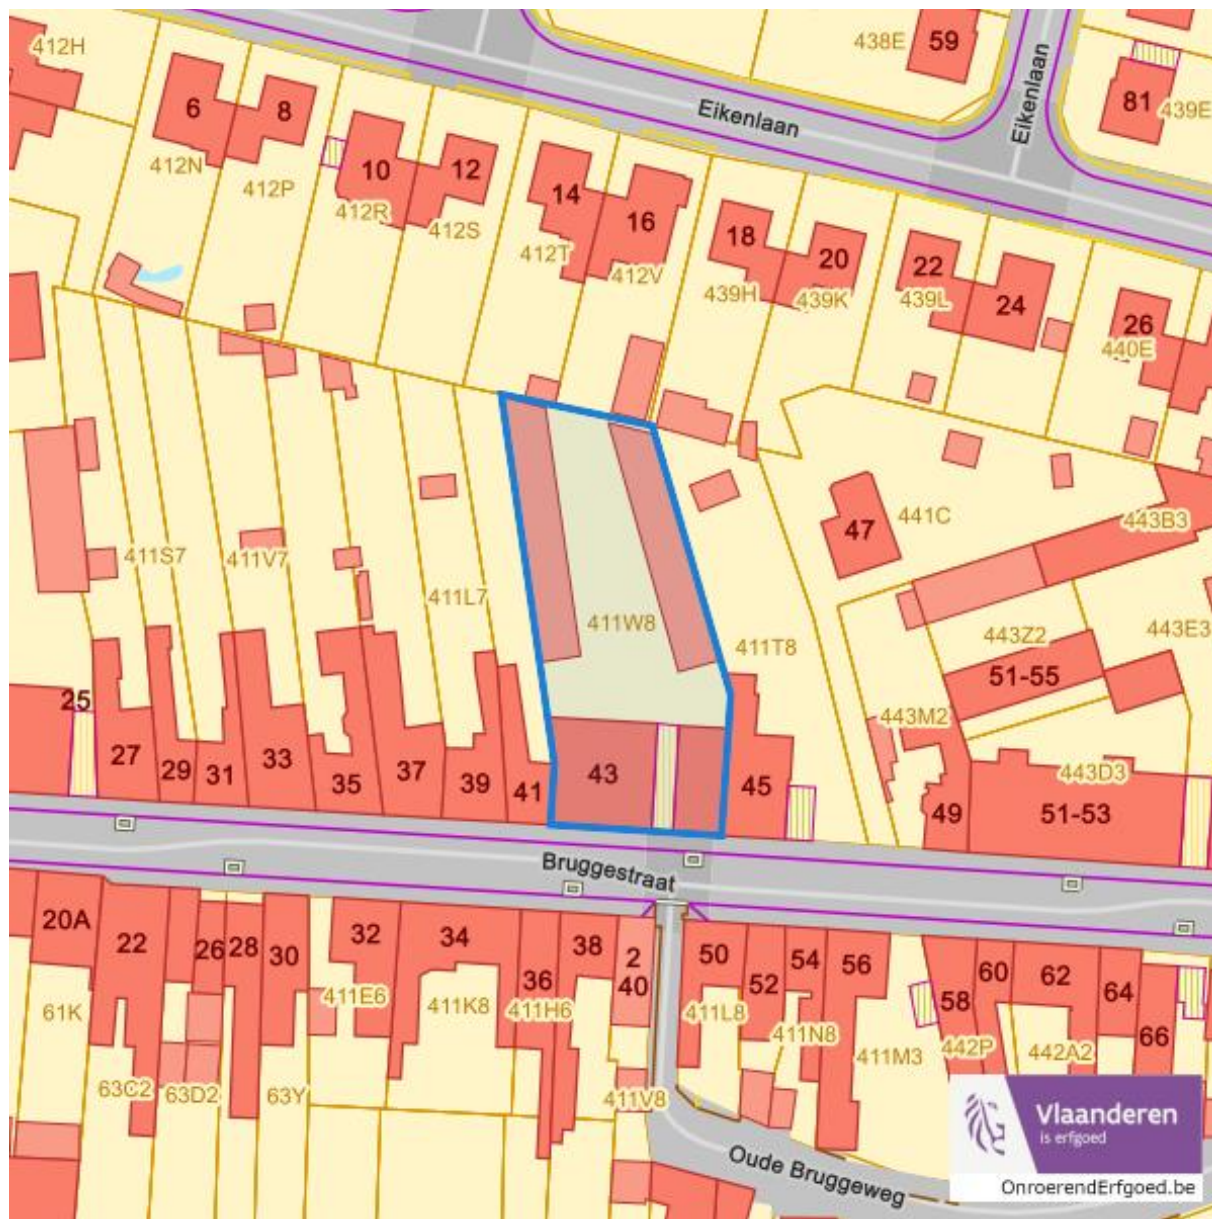 412H
438E
59
Eikenlaan
Eikenlaan
81
439E
6
8
412N
412P
10
12
412R
412S
14
16
412T
412V
18
20
439H
439K
22
24
439L
26
440E
47
441C
443B3
411S7
411V7
411L7
411W8
411T8
443Z2
443E3
51-55
443M2
443D3
25
27
29
31
33
35
37
39
41
43
45
49
51-53
Bruggestraat
20A
22
26
28
30
32
34
36
38
2
40
50
52
54
56
58
60
62
64
66
61K
63C2
63D2
63Y
411E6
411K8
411H6
411V8
411L8
411N8
411M3
442P
442A2
Oude Bruggeweg
Vlaanderen
is erfgoed
OnroerendErfgoed.be